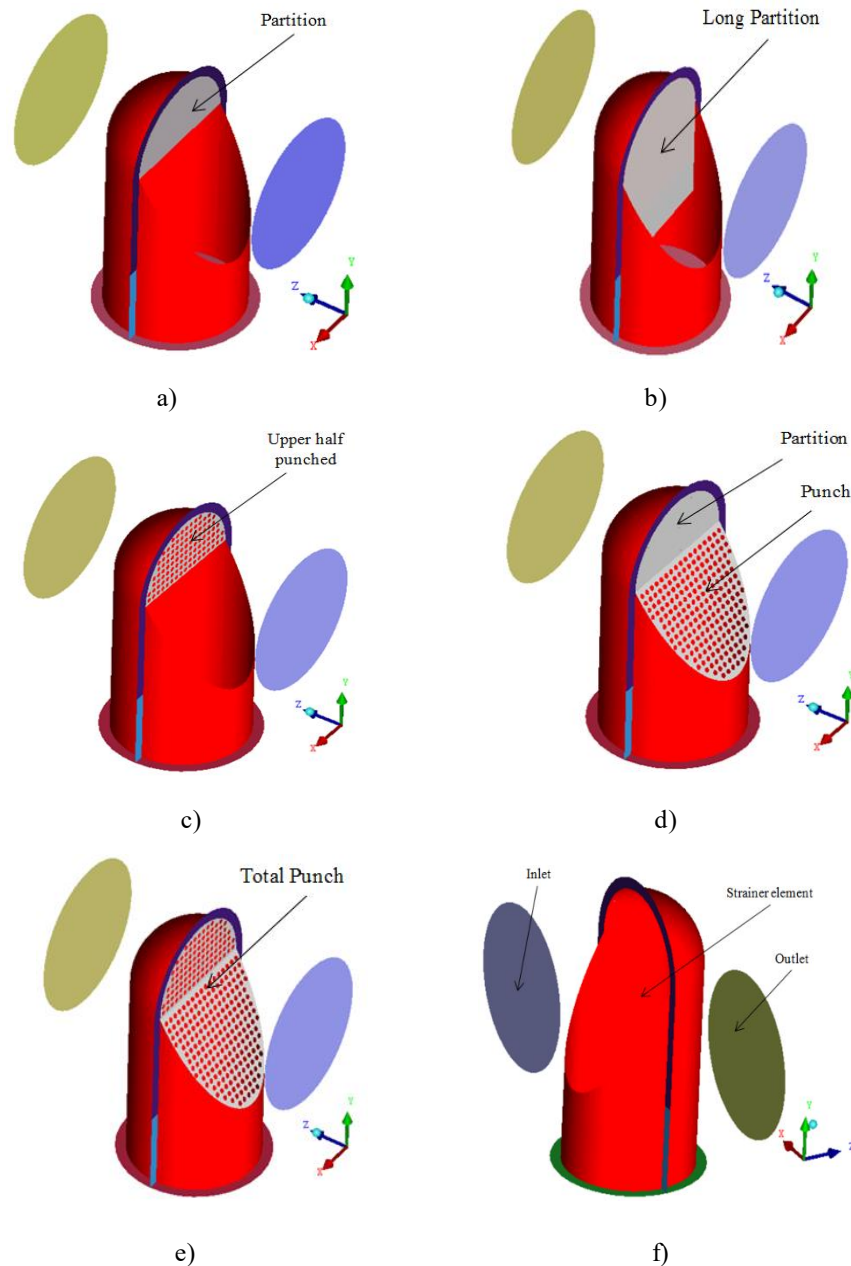 Partition
Y
Z
X
a)
Long Partition
Y
Z
X
b)
Upper half
punched
Y
Z
X
c)
Partition
Punch
Y
Z
X
d)
Total Punch
Y
Z
X
e)
Inlet
Strainer element
Outlet
Y
X
Z
f)